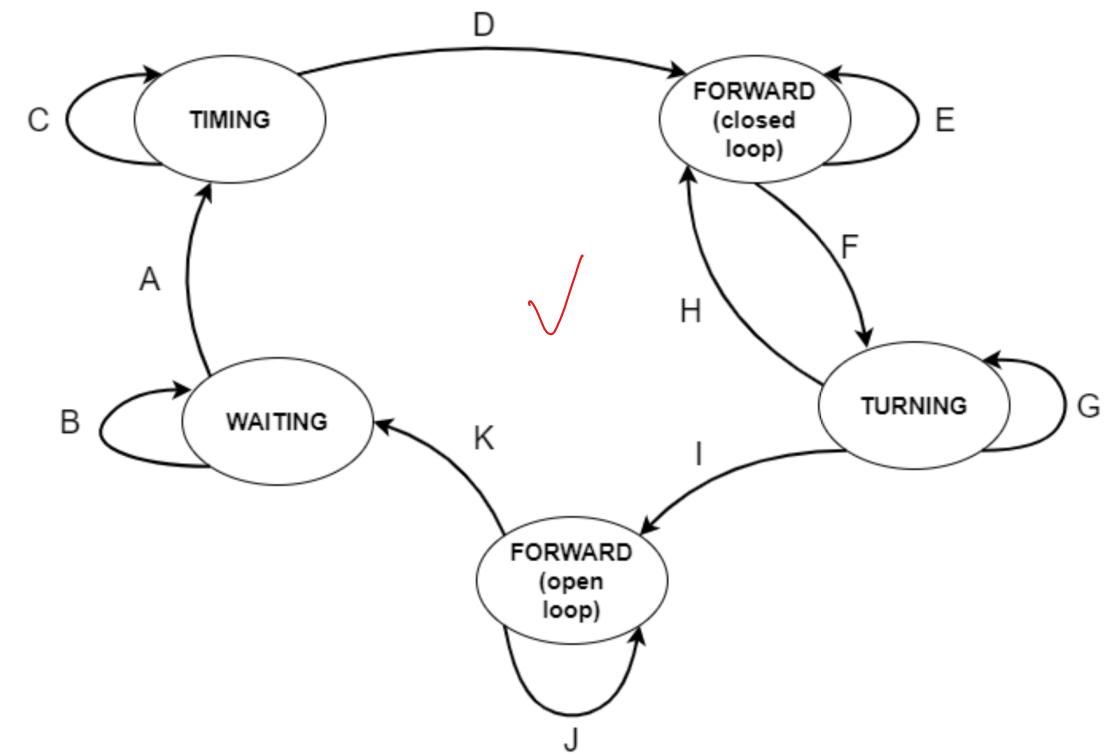 D
C
TIMING
FORWARD
(closed
loop)
E
F
A
H
B
WAITING
K
TURNING
G
I
FORWARD
(open
loop)
J